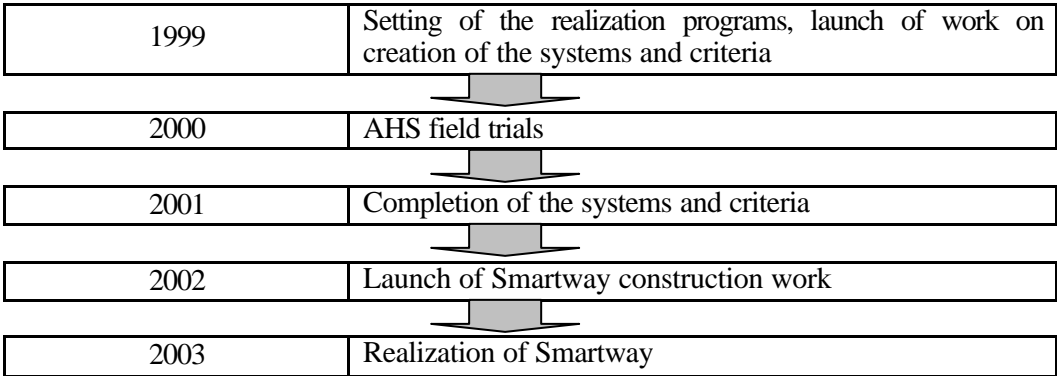 1999
Setting of the realization programs, launch of work on
creation of the systems and criteria
2000
AHS field trials
2001
Completion of the systems and criteria
2002
Launch of Smartway construction work
2003
Realization of Smartway